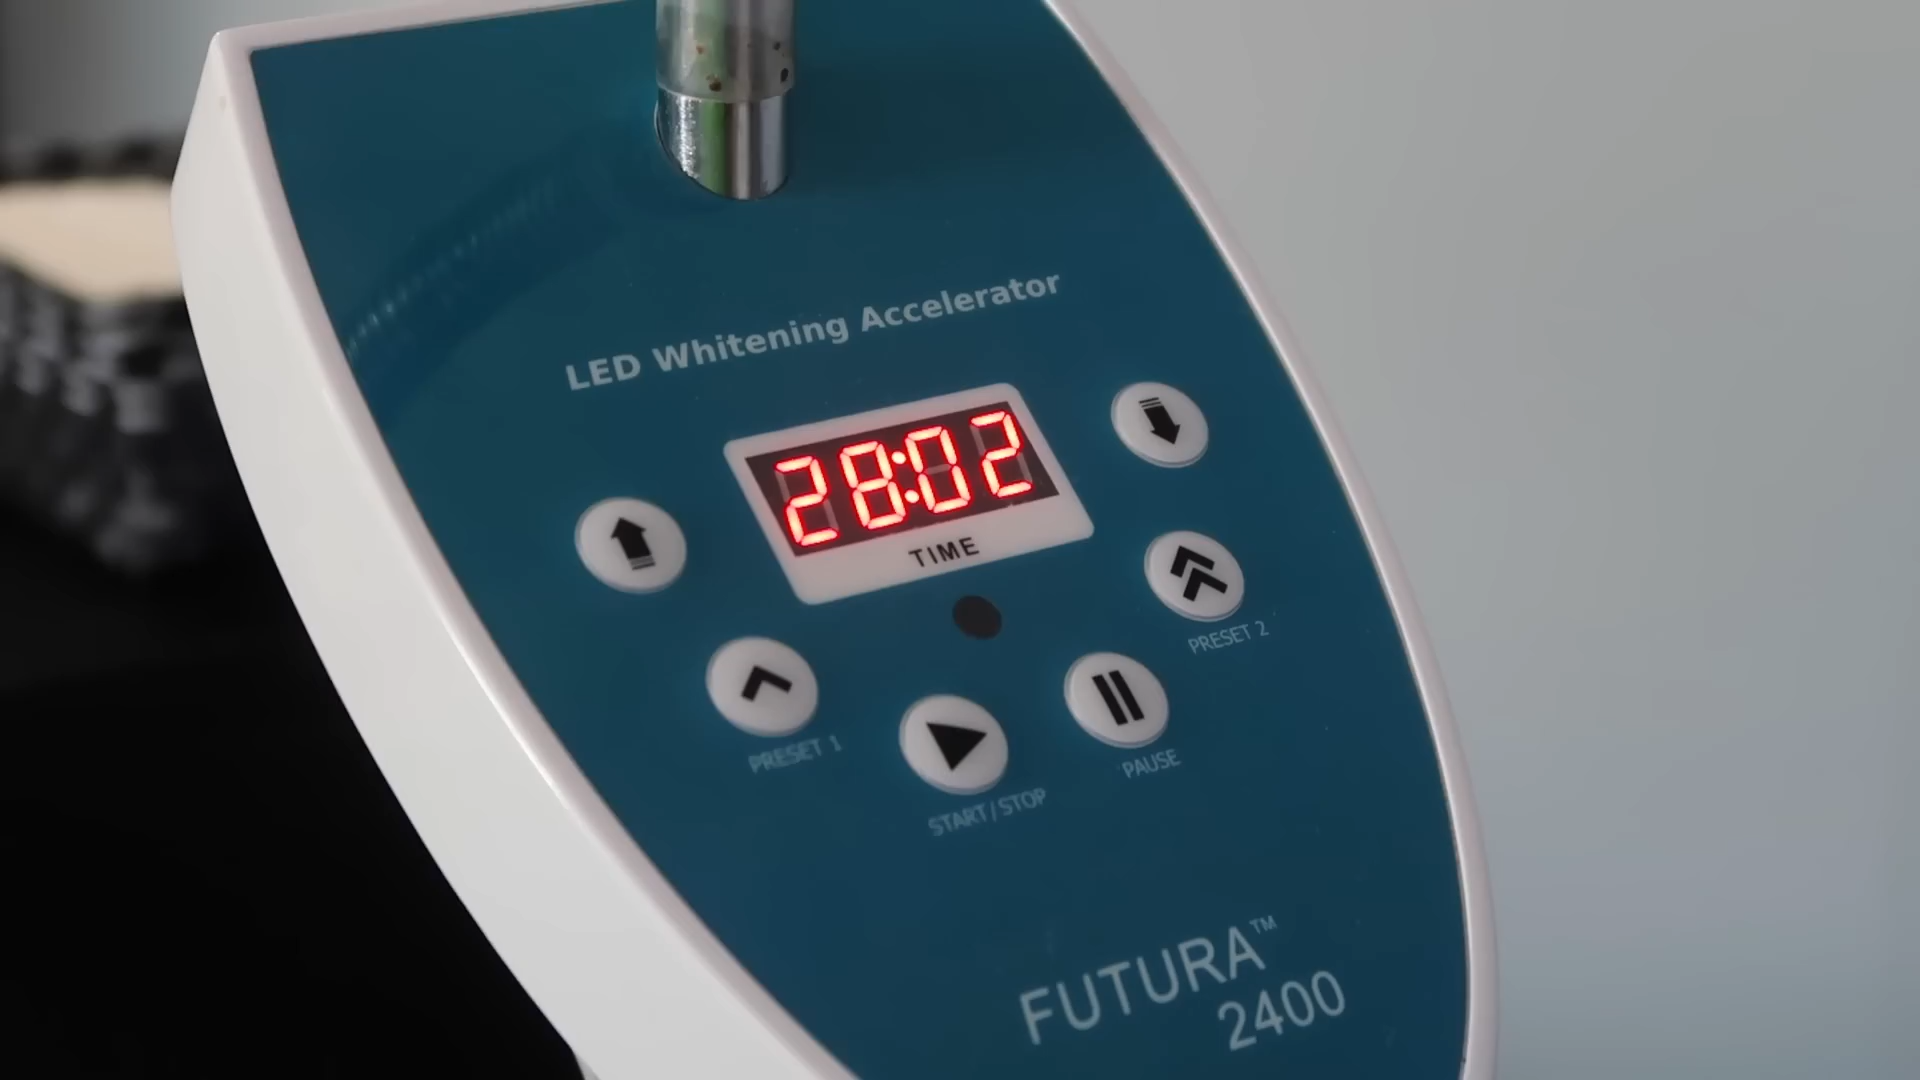 LED Whitening Accelerator
28:02
TIME
PRESET 2
PRESET 1
PAUSE
START/STOP
FUTURA™
2400